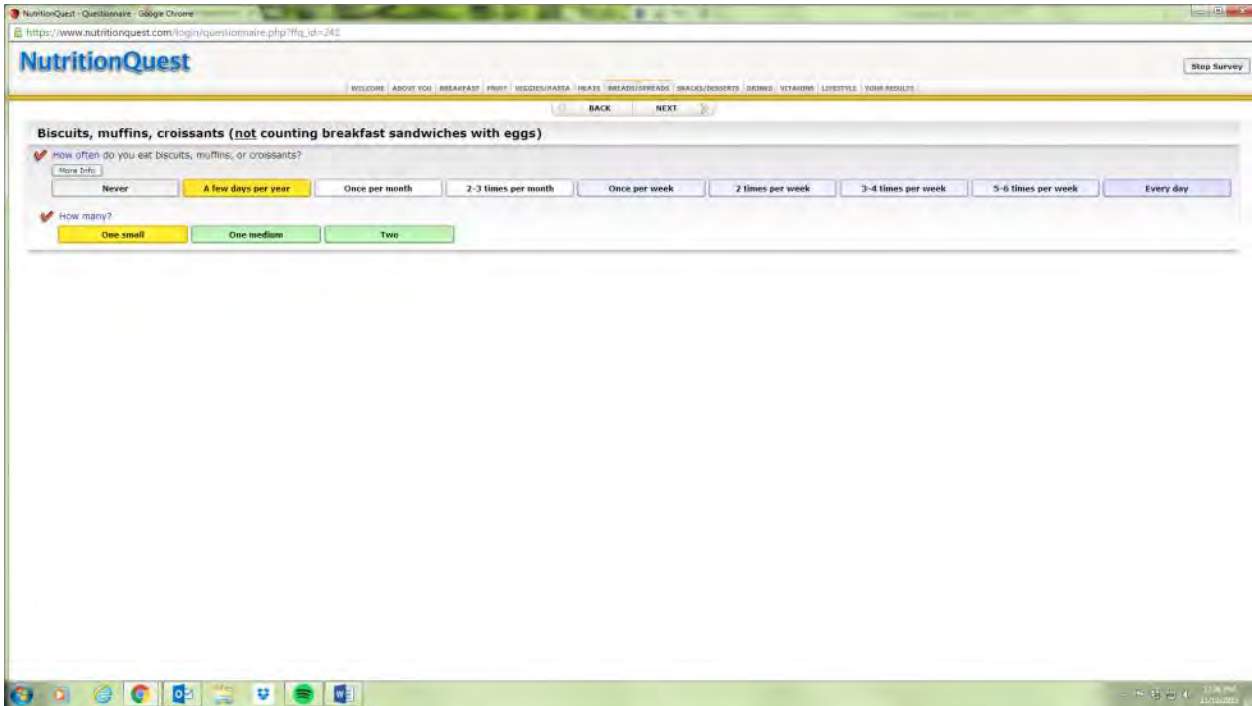 NutritionQuest - Questionnaire - Google Chrome
https://www.nutritionquest.com/login/questionnaire.php?ffq_id=242
NutritionQuest
Stop Survey
WELCOME ABOUT YOU BREAKFAST FRUIT VEGGIES/PASTA MEATS BREADS/SPREADS SNACKS/DESSERTS DRINKS VITAMINS LIFESTYLE YOUR RESULTS
BACK NEXT
Biscuits, muffins, croissants (not counting breakfast sandwiches with eggs)
How often do you eat biscuits, muffins, or croissants?
More Info
Never A few days per year Once per month 2-3 times per month Once per week 2 times per week 3-4 times per week 5-6 times per week Every day
How many?
One small One medium Two